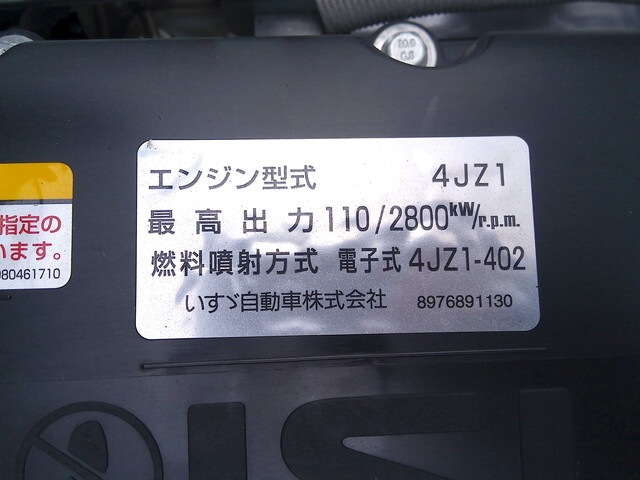 エンジン型式 4JZ1
最高出力 110/2800kW/r.p.m.
燃料噴射方式 電子式 4JZ1-402
いすゞ自動車株式会社 8976891130
指定の
います。
980461710